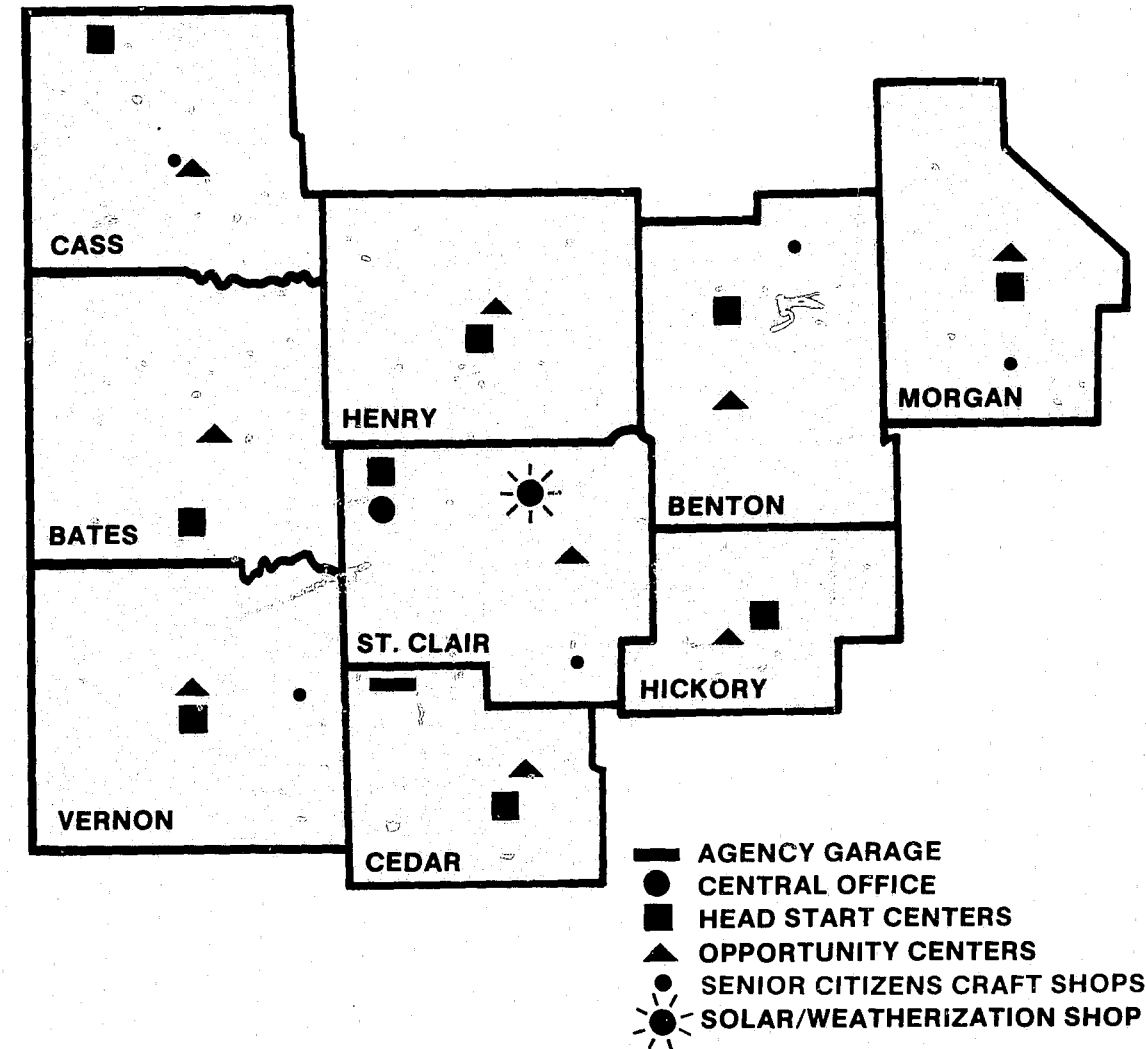 CASS
MORGAN
HENRY
BENTON
BATES
ST. CLAIR
HICKORY
VERNON
CEDAR
AGENCY GARAGE
CENTRAL OFFICE
HEAD START CENTERS
OPPORTUNITY CENTERS
SENIOR CITIZENS CRAFT SHOPS
SOLAR/WEATHERIZATION SHOP